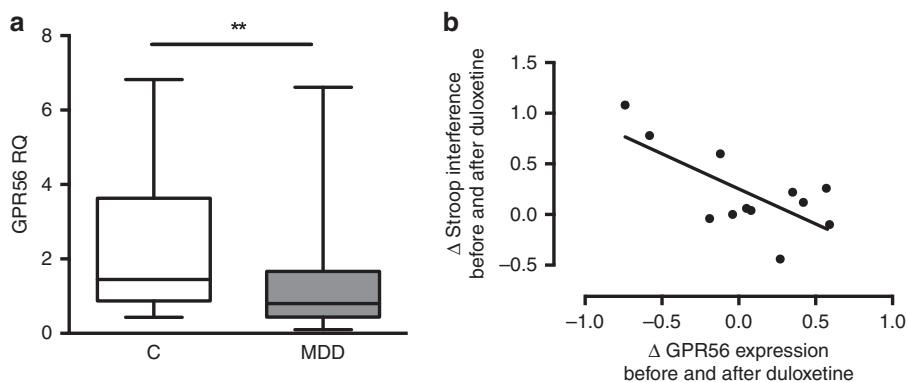 a
**
8
6
4
2
0
GPR56 RQ
C
MDD
b
1.5
1.0
0.5
0.0
−0.5
Δ Stroop interference
before and after duloxetine
−1.0
−0.5
0.0
0.5
1.0
Δ GPR56 expression
before and after duloxetine